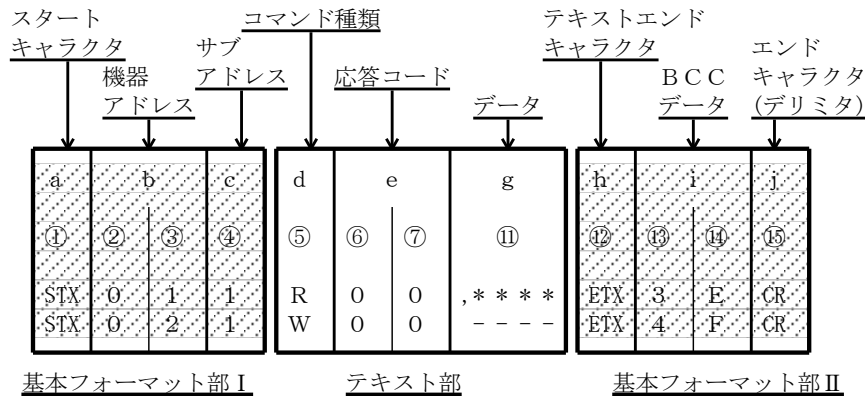 スタート
キャラクタ
機器
アドレス
サブ
アドレス
コマンド種類
応答コード
データ
テキストエンド
キャラクタ
ＢＣＣ
データ
エンド
キャラクタ
(デリミタ)
a b c d e g h i j
① ② ③ ④ ⑤ ⑥ ⑦ ⑪ ⑫ ⑬ ⑭ ⑮
STX 0 1 1 R 0 0 ,＊＊＊＊ ETX 3 E CR
STX 0 2 1 W 0 0 －－－－ ETX 4 F CR
基本フォーマット部Ⅰ テキスト部 基本フォーマット部Ⅱ